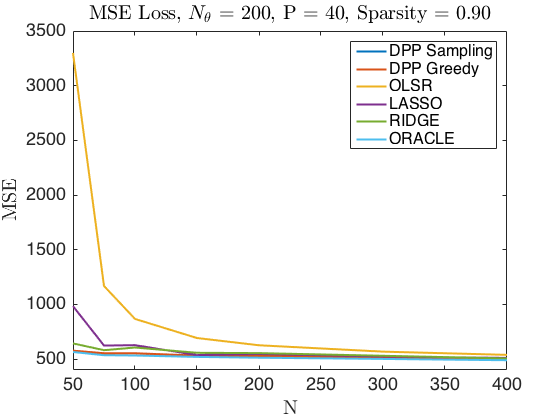 MSE Loss, Nθ = 200, P = 40, Sparsity = 0.90
3500
3000
2500
2000
1500
1000
500
MSE
DPP Sampling
DPP Greedy
OLSR
LASSO
RIDGE
ORACLE
50 100 150 200 250 300 350 400
N